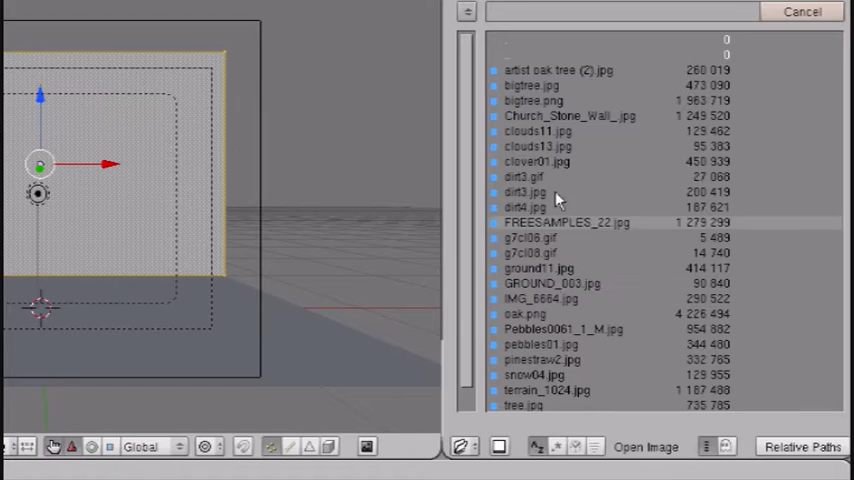 Cancel
. 0
.. 0
artist oak tree (2).jpg 260 019
bigtree.jpg 473 090
bigtree.png 1 963 719
Church_Stone_Wall_.jpg 1 249 520
clouds11.jpg 129 462
clouds13.jpg 95 383
clover01.jpg 450 939
dirt3.gif 27 068
dirt3.jpg 200 419
dirt4.jpg 187 621
FREESAMPLES_22.jpg 1 279 299
g7cl06.gif 5 489
g7cl08.gif 14 740
ground11.jpg 414 117
GROUND_003.jpg 90 840
IMG_6664.jpg 290 522
oak.png 4 226 494
Pebbles0061_1_M.jpg 954 882
pebbles01.jpg 344 480
pinestraw2.jpg 332 765
snow04.jpg 12 935
terrain_1024.jpg 1 187 488
tree.jpg 735 785
Global Open Image Relative Paths